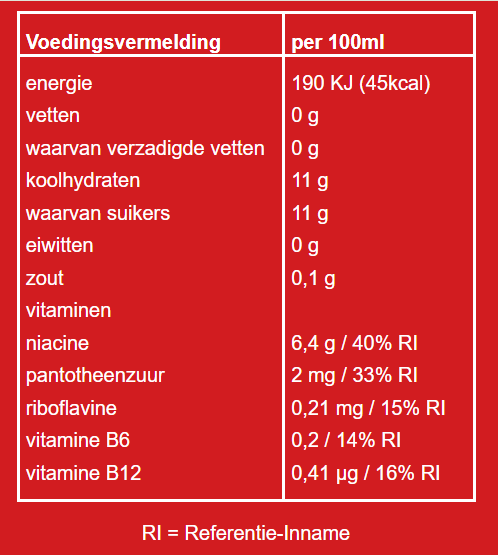 Voedingsvermelding per 100ml
energie 190 KJ (45kcal)
vetten 0 g
waarvan verzadigde vetten 0 g
koolhydraten 11 g
waarvan suikers 11 g
eiwitten 0 g
zout 0,1 g
vitaminen
niacine 6,4 g / 40% RI
pantotheenzuur 2 mg / 33% RI
riboflavine 0,21 mg / 15% RI
vitamine B6 0,2 / 14% RI
vitamine B12 0,41 µg / 16% RI
RI = Referentie-Inname